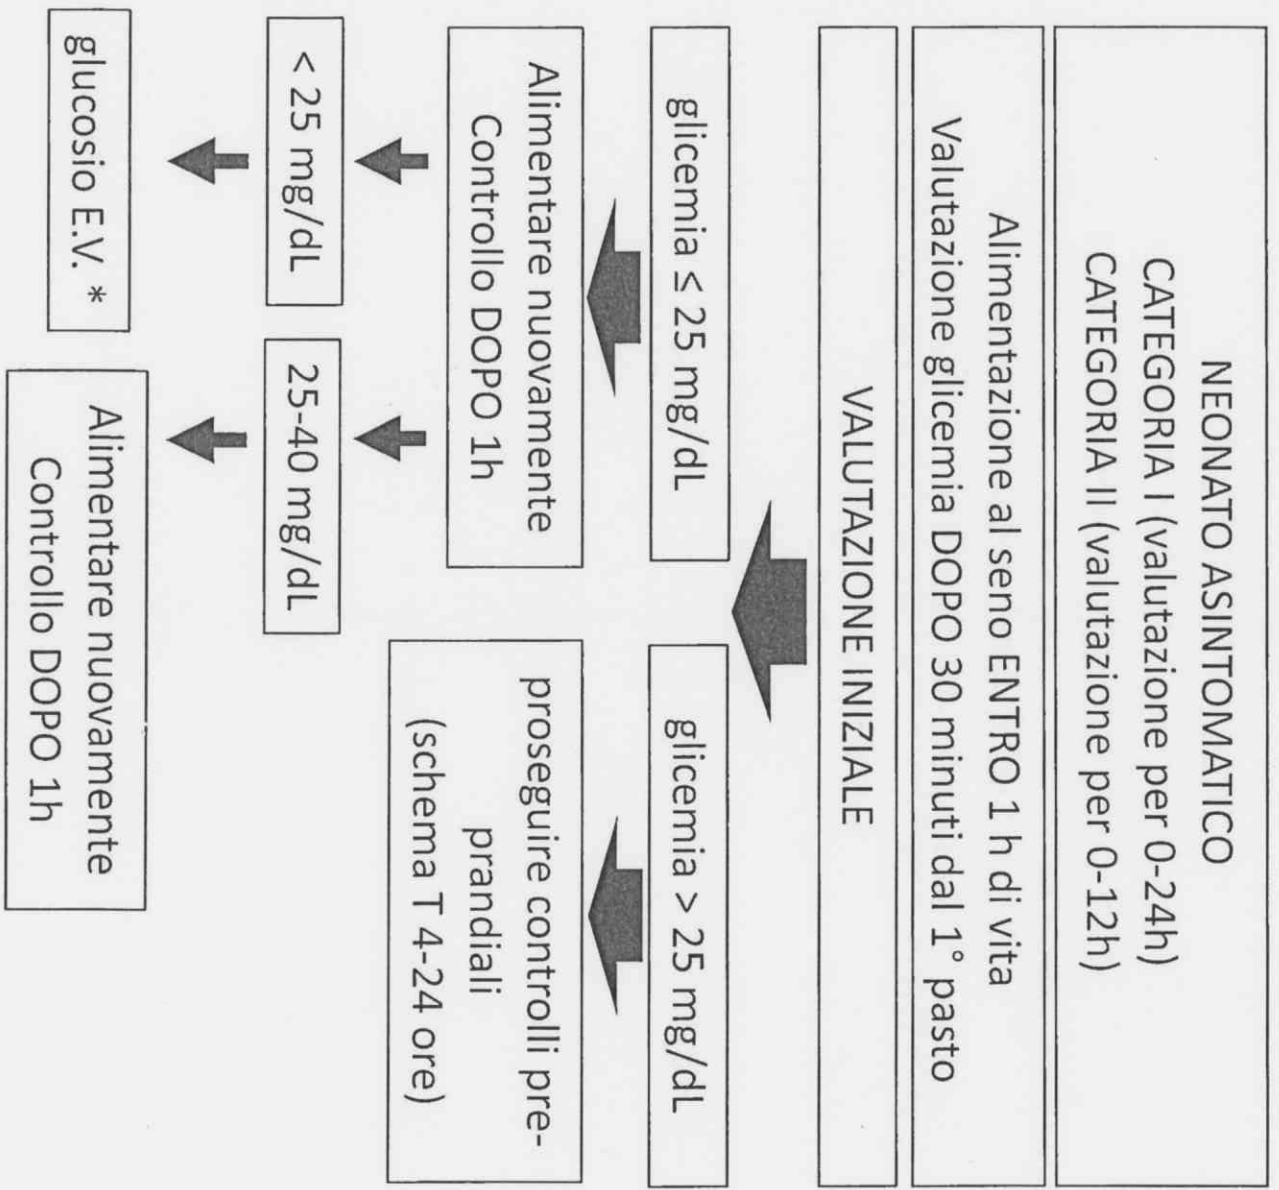 NEONATO ASINTOMATICO
CATEGORIA I (valutazione per 0-24h)
CATEGORIA II (valutazione per 0-12h)
Alimentazione al seno ENTRO 1 h di vita
Valutazione glicemia DOPO 30 minuti dal 1° pasto
VALUTAZIONE INIZIALE
glicemia ≤ 25 mg/dL
glicemia > 25 mg/dL
Alimentare nuovamente
Controllo DOPO 1h
proseguire controlli pre-
prandiali
(schema T 4-24 ore)
< 25 mg/dL
25-40 mg/dL
glucosio E.V. *
Alimentare nuovamente
Controllo DOPO 1h